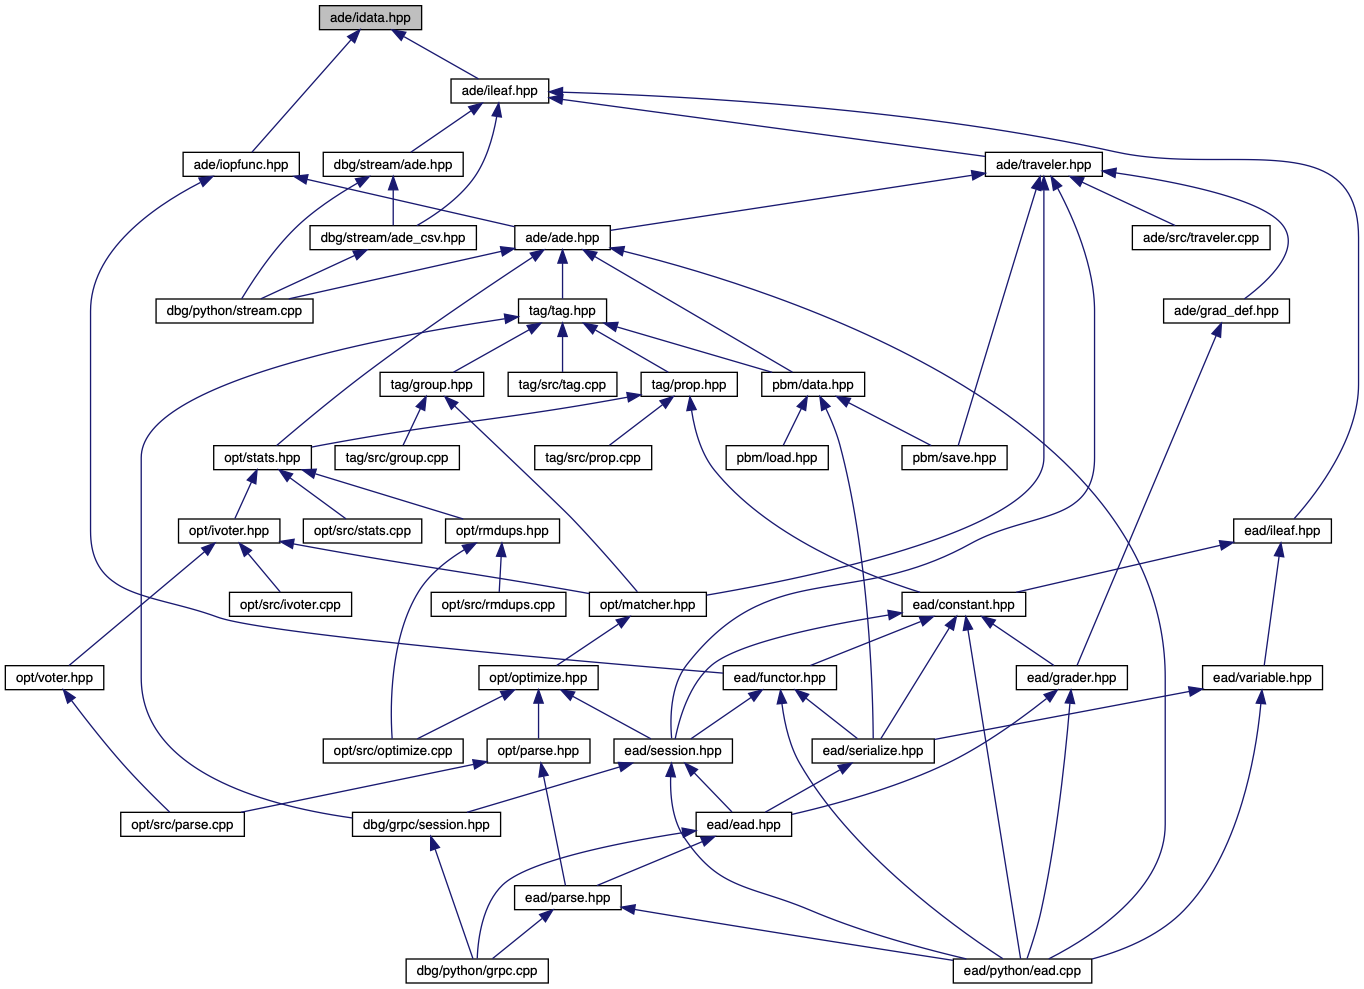 ade/idata.hpp
ade/ileaf.hpp
ade/iopfunc.hpp
dbg/stream/ade.hpp
ade/traveler.hpp
dbg/stream/ade_csv.hpp
ade/ade.hpp
ade/src/traveler.cpp
dbg/python/stream.cpp
tag/tag.hpp
ade/grad_def.hpp
tag/group.hpp
tag/src/tag.cpp
tag/prop.hpp
pbm/data.hpp
opt/stats.hpp
tag/src/group.cpp
tag/src/prop.cpp
pbm/load.hpp
pbm/save.hpp
opt/ivoter.hpp
opt/src/stats.cpp
opt/rmdups.hpp
ead/ileaf.hpp
opt/src/ivoter.cpp
opt/src/rmdups.cpp
opt/matcher.hpp
ead/constant.hpp
opt/voter.hpp
opt/optimize.hpp
ead/functor.hpp
ead/grader.hpp
ead/variable.hpp
opt/src/optimize.cpp
opt/parse.hpp
ead/session.hpp
ead/serialize.hpp
opt/src/parse.cpp
dbg/grpc/session.hpp
ead/ead.hpp
ead/parse.hpp
dbg/python/grpc.cpp
ead/python/ead.cpp